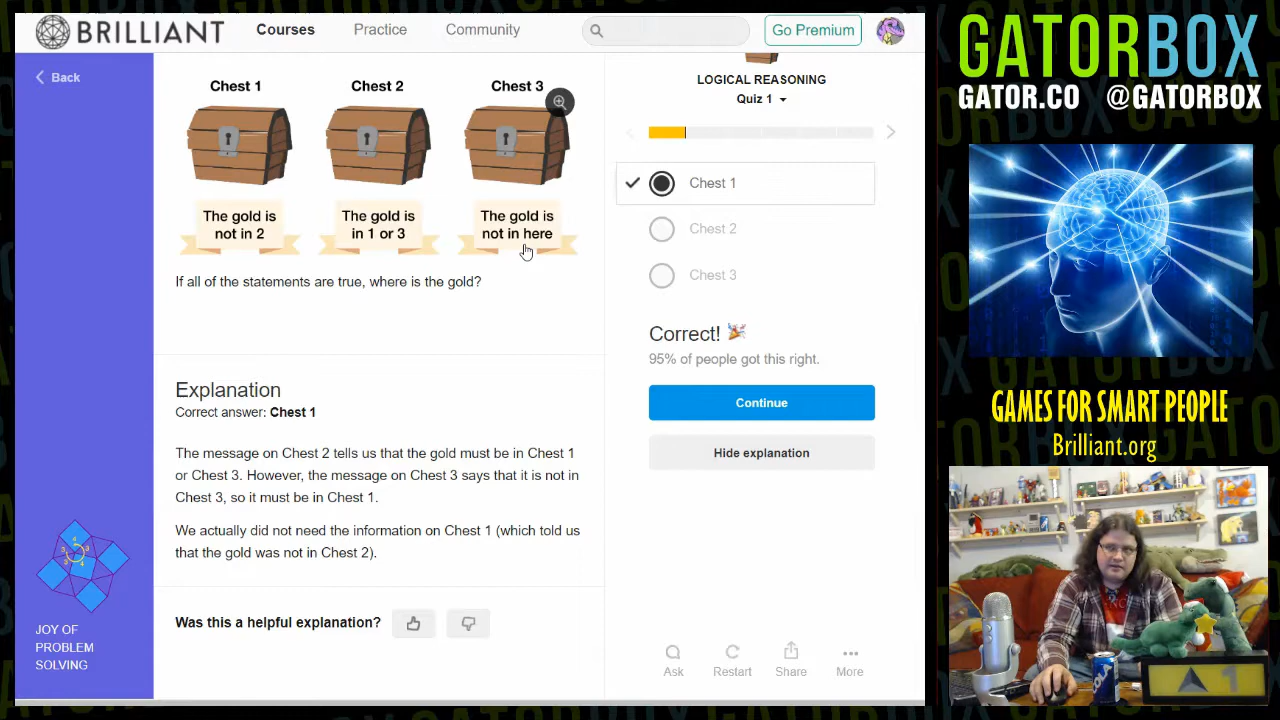 BRILLIANT
Courses
Practice
Community
Go Premium
Back
Chest 1
Chest 2
Chest 3
The gold is
not in 2
The gold is
in 1 or 3
The gold is
not in here
If all of the statements are true, where is the gold?
LOGICAL REASONING
Quiz 1
Chest 1
Chest 2
Chest 3
Correct!
95% of people got this right.
Continue
Hide explanation
Explanation
Correct answer: Chest 1
The message on Chest 2 tells us that the gold must be in Chest 1
or Chest 3. However, the message on Chest 3 says that it is not in
Chest 3, so it must be in Chest 1.
We actually did not need the information on Chest 1 (which told us
that the gold was not in Chest 2).
Was this a helpful explanation?
JOY OF
PROBLEM
SOLVING
Ask
Restart
Share
More
GATORBOX
GATOR.CO @GATORBOX
GAMES FOR SMART PEOPLE
Brilliant.org
COLA
1